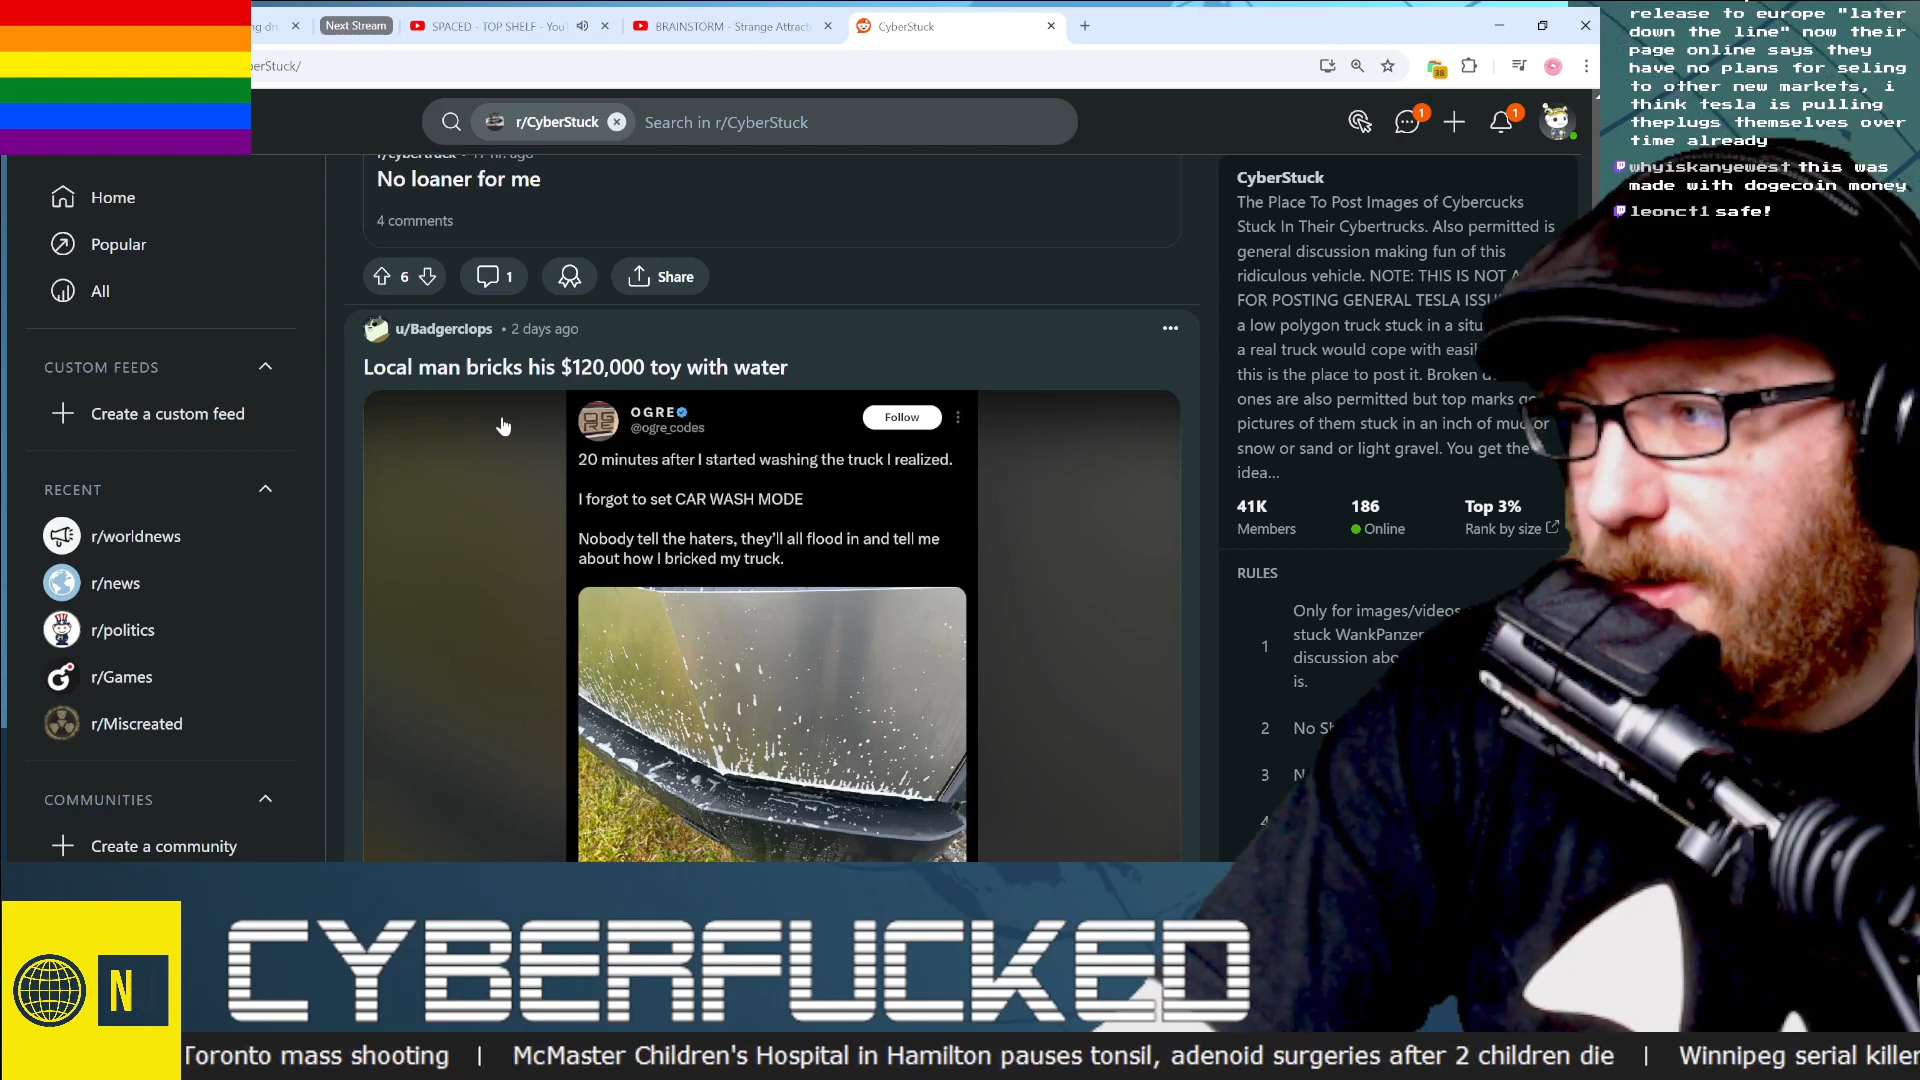 ng dru
Next Stream
SPACED - TOP SHELF - You
BRAINSTORM - Strange Attract
CyberStuck
berStuck/
38
r/CyberStuck
Search in r/CyberStuck
1
1
release to europe "later
down the line" now their
page online says they
have no plans for seling
to other new markets, i
think tesla is pulling
theplugs themselves over
time already
whyiskanyewest this was
made with dogecoin money
leonct1 safe!
Home
Popular
All
CUSTOM FEEDS
Create a custom feed
RECENT
r/worldnews
r/news
r/politics
r/Games
r/Miscreated
COMMUNITIES
Create a community
r/cybertruck • 17 hr. ago
No loaner for me
4 comments
6
1
Share
u/Badgerclops • 2 days ago
Local man bricks his $120,000 toy with water
OGRE
@ogre_codes
Follow
20 minutes after I started washing the truck I realized.
I forgot to set CAR WASH MODE
Nobody tell the haters, they'll all flood in and tell me
about how I bricked my truck.
CyberStuck
The Place To Post Images of Cybercucks
Stuck In Their Cybertrucks. Also permitted is
general discussion making fun of this
ridiculous vehicle. NOTE: THIS IS NOT A
FOR POSTING GENERAL TESLA
a low polygon truck stuck in a
a real truck would cope with
this is the place to post it. Broken
ones are also permitted but top marks
pictures of them stuck in an inch of mud or
snow or sand or light gravel. You get the
idea...
41K
Members
186
Online
Top 3%
Rank by size
RULES
1
Only for images/videos
stuck WankPanzer
discussion
is.
2
No
3
4
CYBERFUCKED
N
Toronto mass shooting | McMaster Children's Hospital in Hamilton pauses tonsil, adenoid surgeries after 2 children die | Winnipeg serial killer